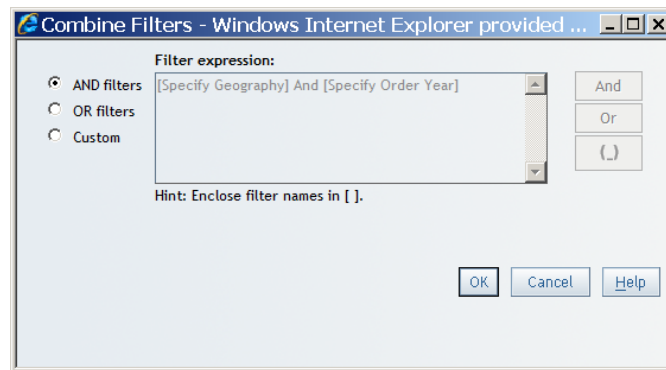 Combine Filters - Windows Internet Explorer provided ...
Filter expression:
AND filters
[Specify Geography] And [Specify Order Year]
And
OR filters
Or
Custom
(_)
Hint: Enclose filter names in [ ].
OK
Cancel
Help